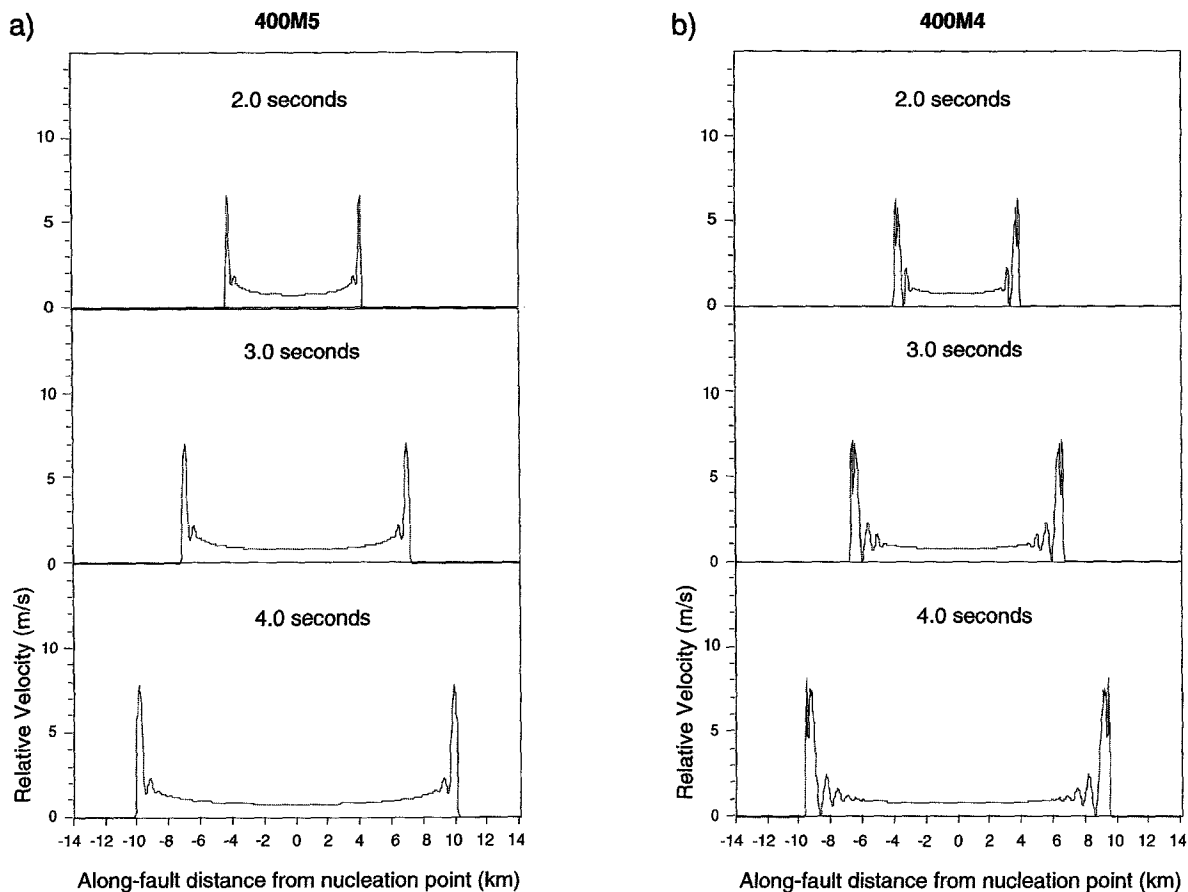 a)
400M5
2.0 seconds
10
5
0
3.0 seconds
10
5
0
4.0 seconds
10
5
0
Relative Velocity (m/s)
-14 -12 -10 -8 -6 -4 -2 0 2 4 6 8 10 12 14
Along-fault distance from nucleation point (km)
b)
400M4
2.0 seconds
10
5
0
3.0 seconds
10
5
0
4.0 seconds
10
5
0
Relative Velocity (m/s)
-14 -12 -10 -8 -6 -4 -2 0 2 4 6 8 10 12 14
Along-fault distance from nucleation point (km)